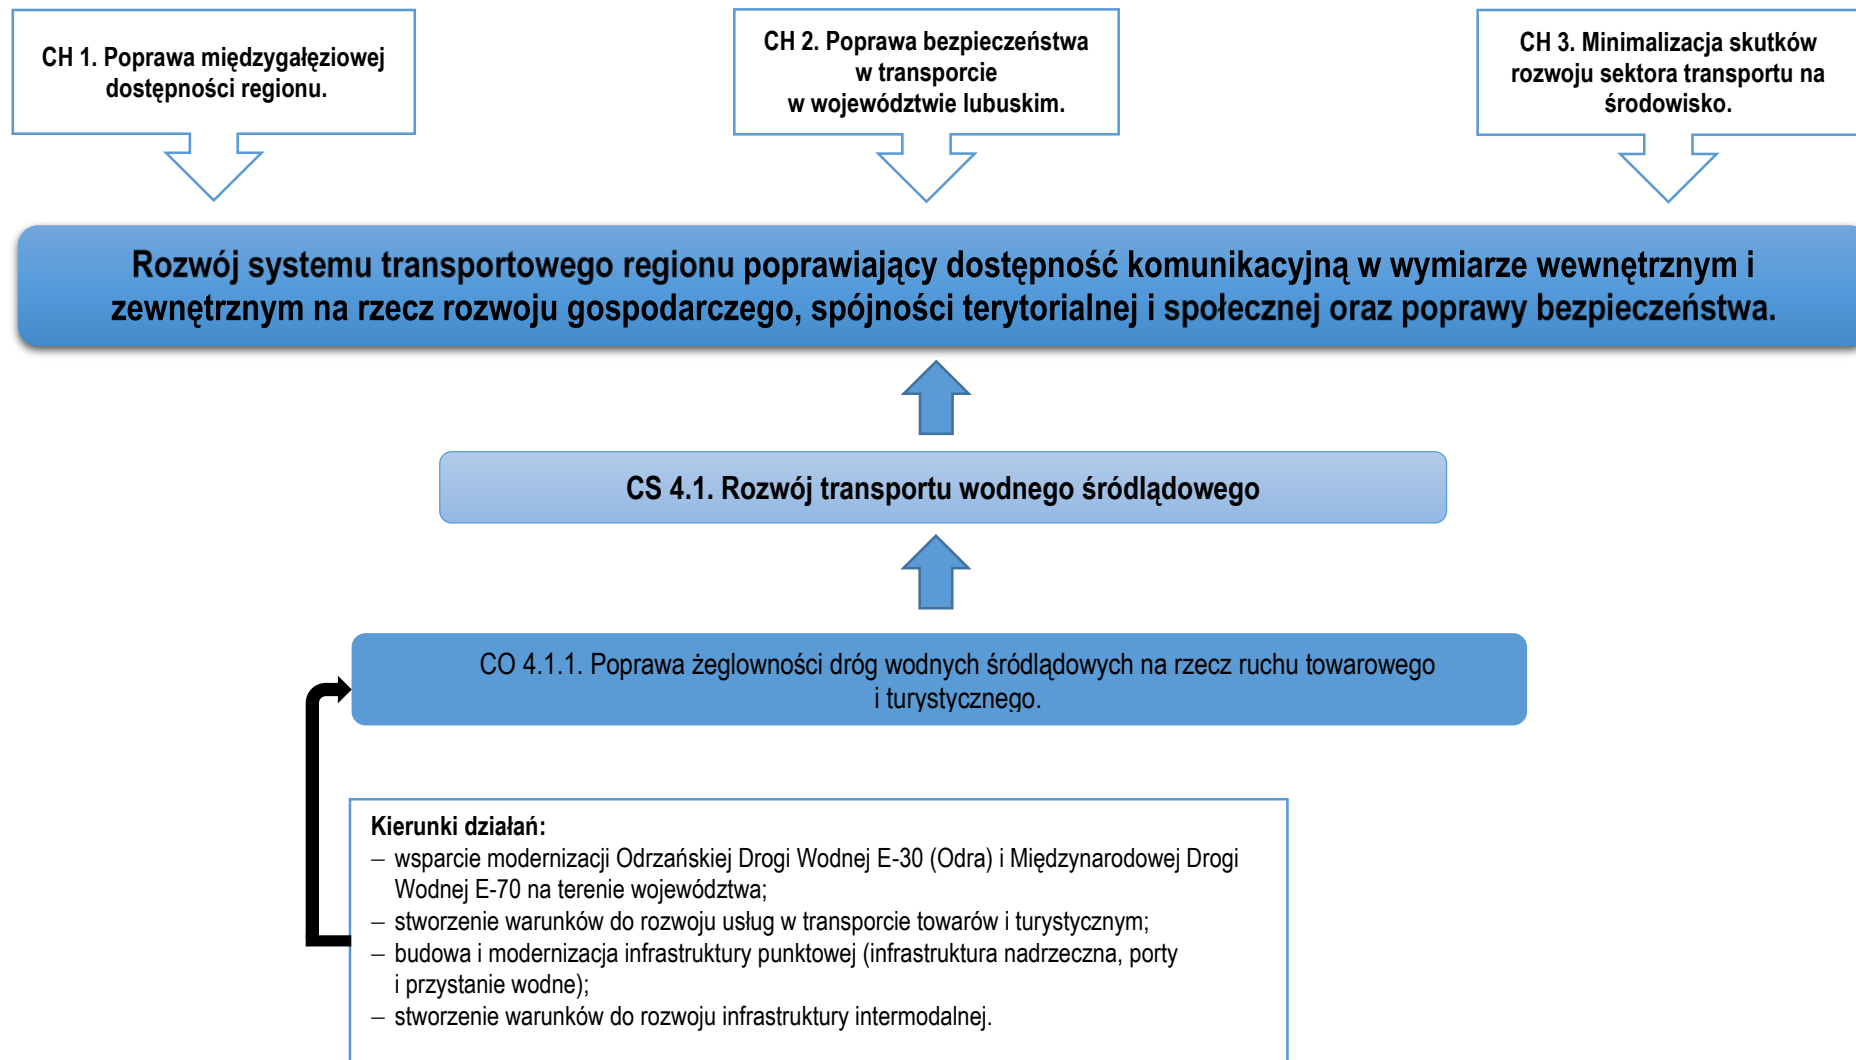 CH 1. Poprawa międzygałęziowej
dostępności regionu.
CH 2. Poprawa bezpieczeństwa
w transporcie
w województwie lubuskim.
CH 3. Minimalizacja skutków
rozwoju sektora transportu na
środowisko.
Rozwój systemu transportowego regionu poprawiający dostępność komunikacyjną w wymiarze wewnętrznym i
zewnętrznym na rzecz rozwoju gospodarczego, spójności terytorialnej i społecznej oraz poprawy bezpieczeństwa.
CS 4.1. Rozwój transportu wodnego śródlądowego
CO 4.1.1. Poprawa żeglowności dróg wodnych śródlądowych na rzecz ruchu towarowego
i turystycznego.
Kierunki działań:
– wsparcie modernizacji Odrzańskiej Drogi Wodnej E-30 (Odra) i Międzynarodowej Drogi
Wodnej E-70 na terenie województwa;
– stworzenie warunków do rozwoju usług w transporcie towarów i turystycznym;
– budowa i modernizacja infrastruktury punktowej (infrastruktura nadrzeczna, porty
i przystanie wodne);
– stworzenie warunków do rozwoju infrastruktury intermodalnej.